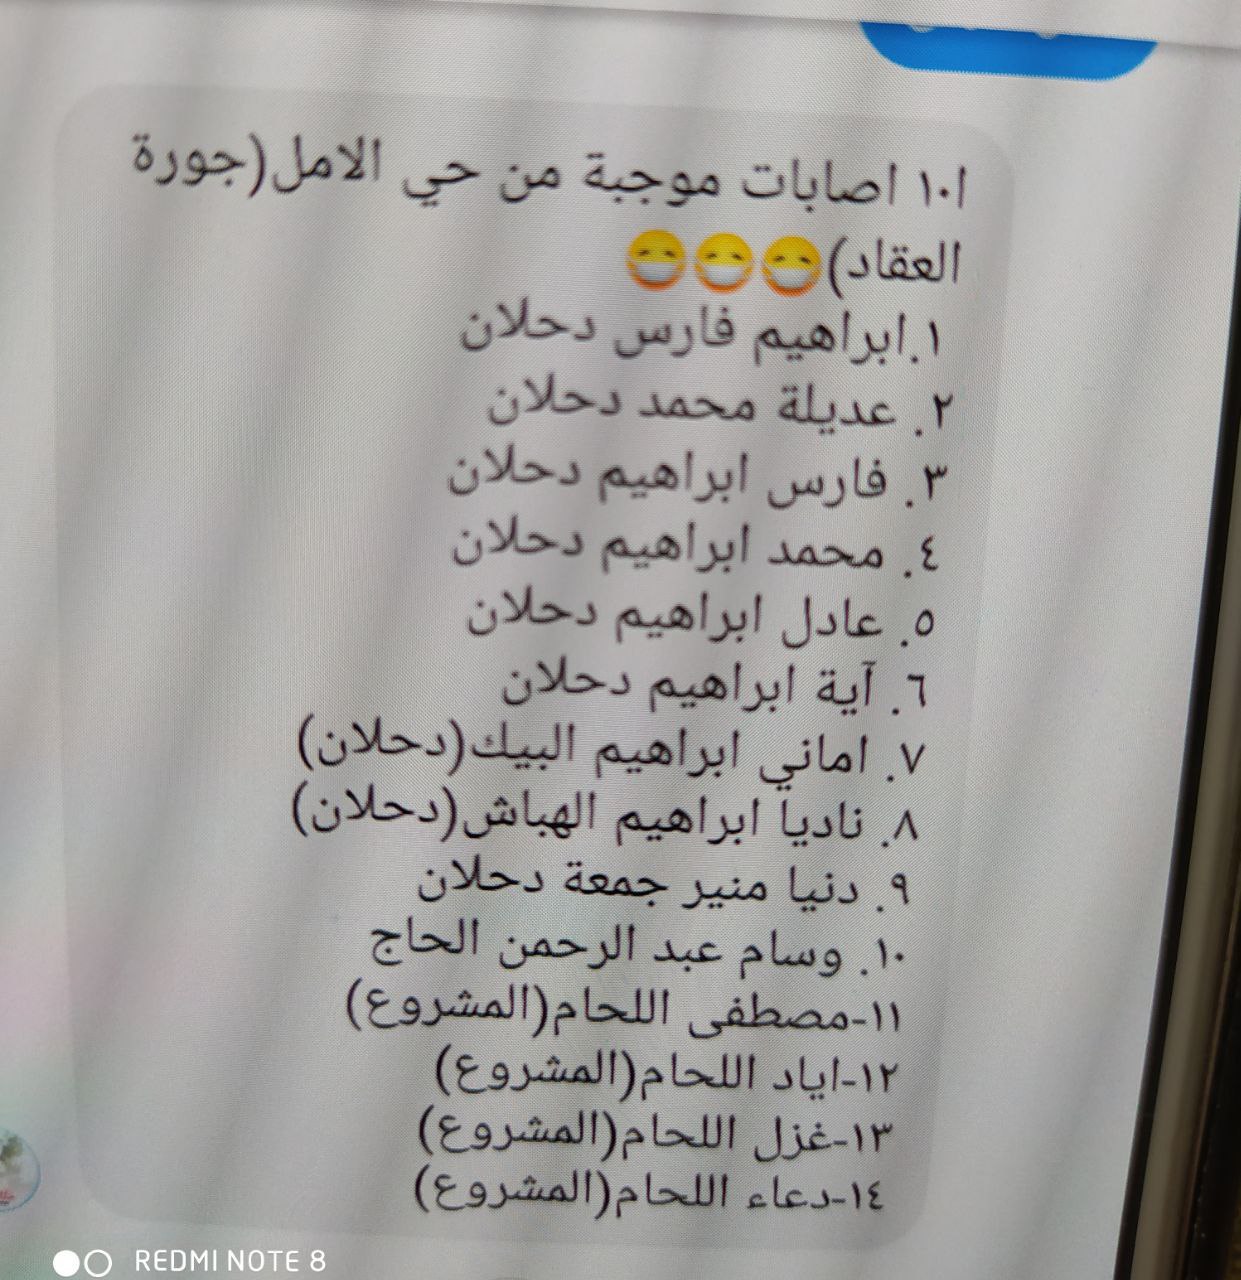 ا١٠ اصابات موجبة من حي الامل(جورة
العقاد)😷😷😷
١.ابراهيم فارس دحلان
٢. عديلة محمد دحلان
٣. فارس ابراهيم دحلان
٤. محمد ابراهيم دحلان
٥. عادل ابراهيم دحلان
٦. آية ابراهيم دحلان
٧. اماني ابراهيم البيك(دحلان)
٨. ناديا ابراهيم الهباش(دحلان)
٩. دنيا منير جمعة دحلان
١٠. وسام عبد الرحمن الحاج
١١-مصطفى اللحام(المشروع)
١٢-اياد اللحام(المشروع)
١٣-غزل اللحام(المشروع)
١٤-دعاء اللحام(المشروع)
REDMI NOTE 8